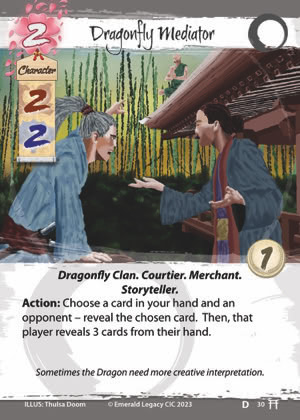 2 Dragonfly Mediator
Character
2
2
1
Dragonfly Clan. Courtier. Merchant.
Storyteller.
Action: Choose a card in your hand and an
opponent – reveal the chosen card.  Then, that
player reveals 3 cards from their hand.
Sometimes the Dragon need more creative interpretation.
ILLUS: Thulsa Doom © Emerald Legacy CIC 2023 D 30